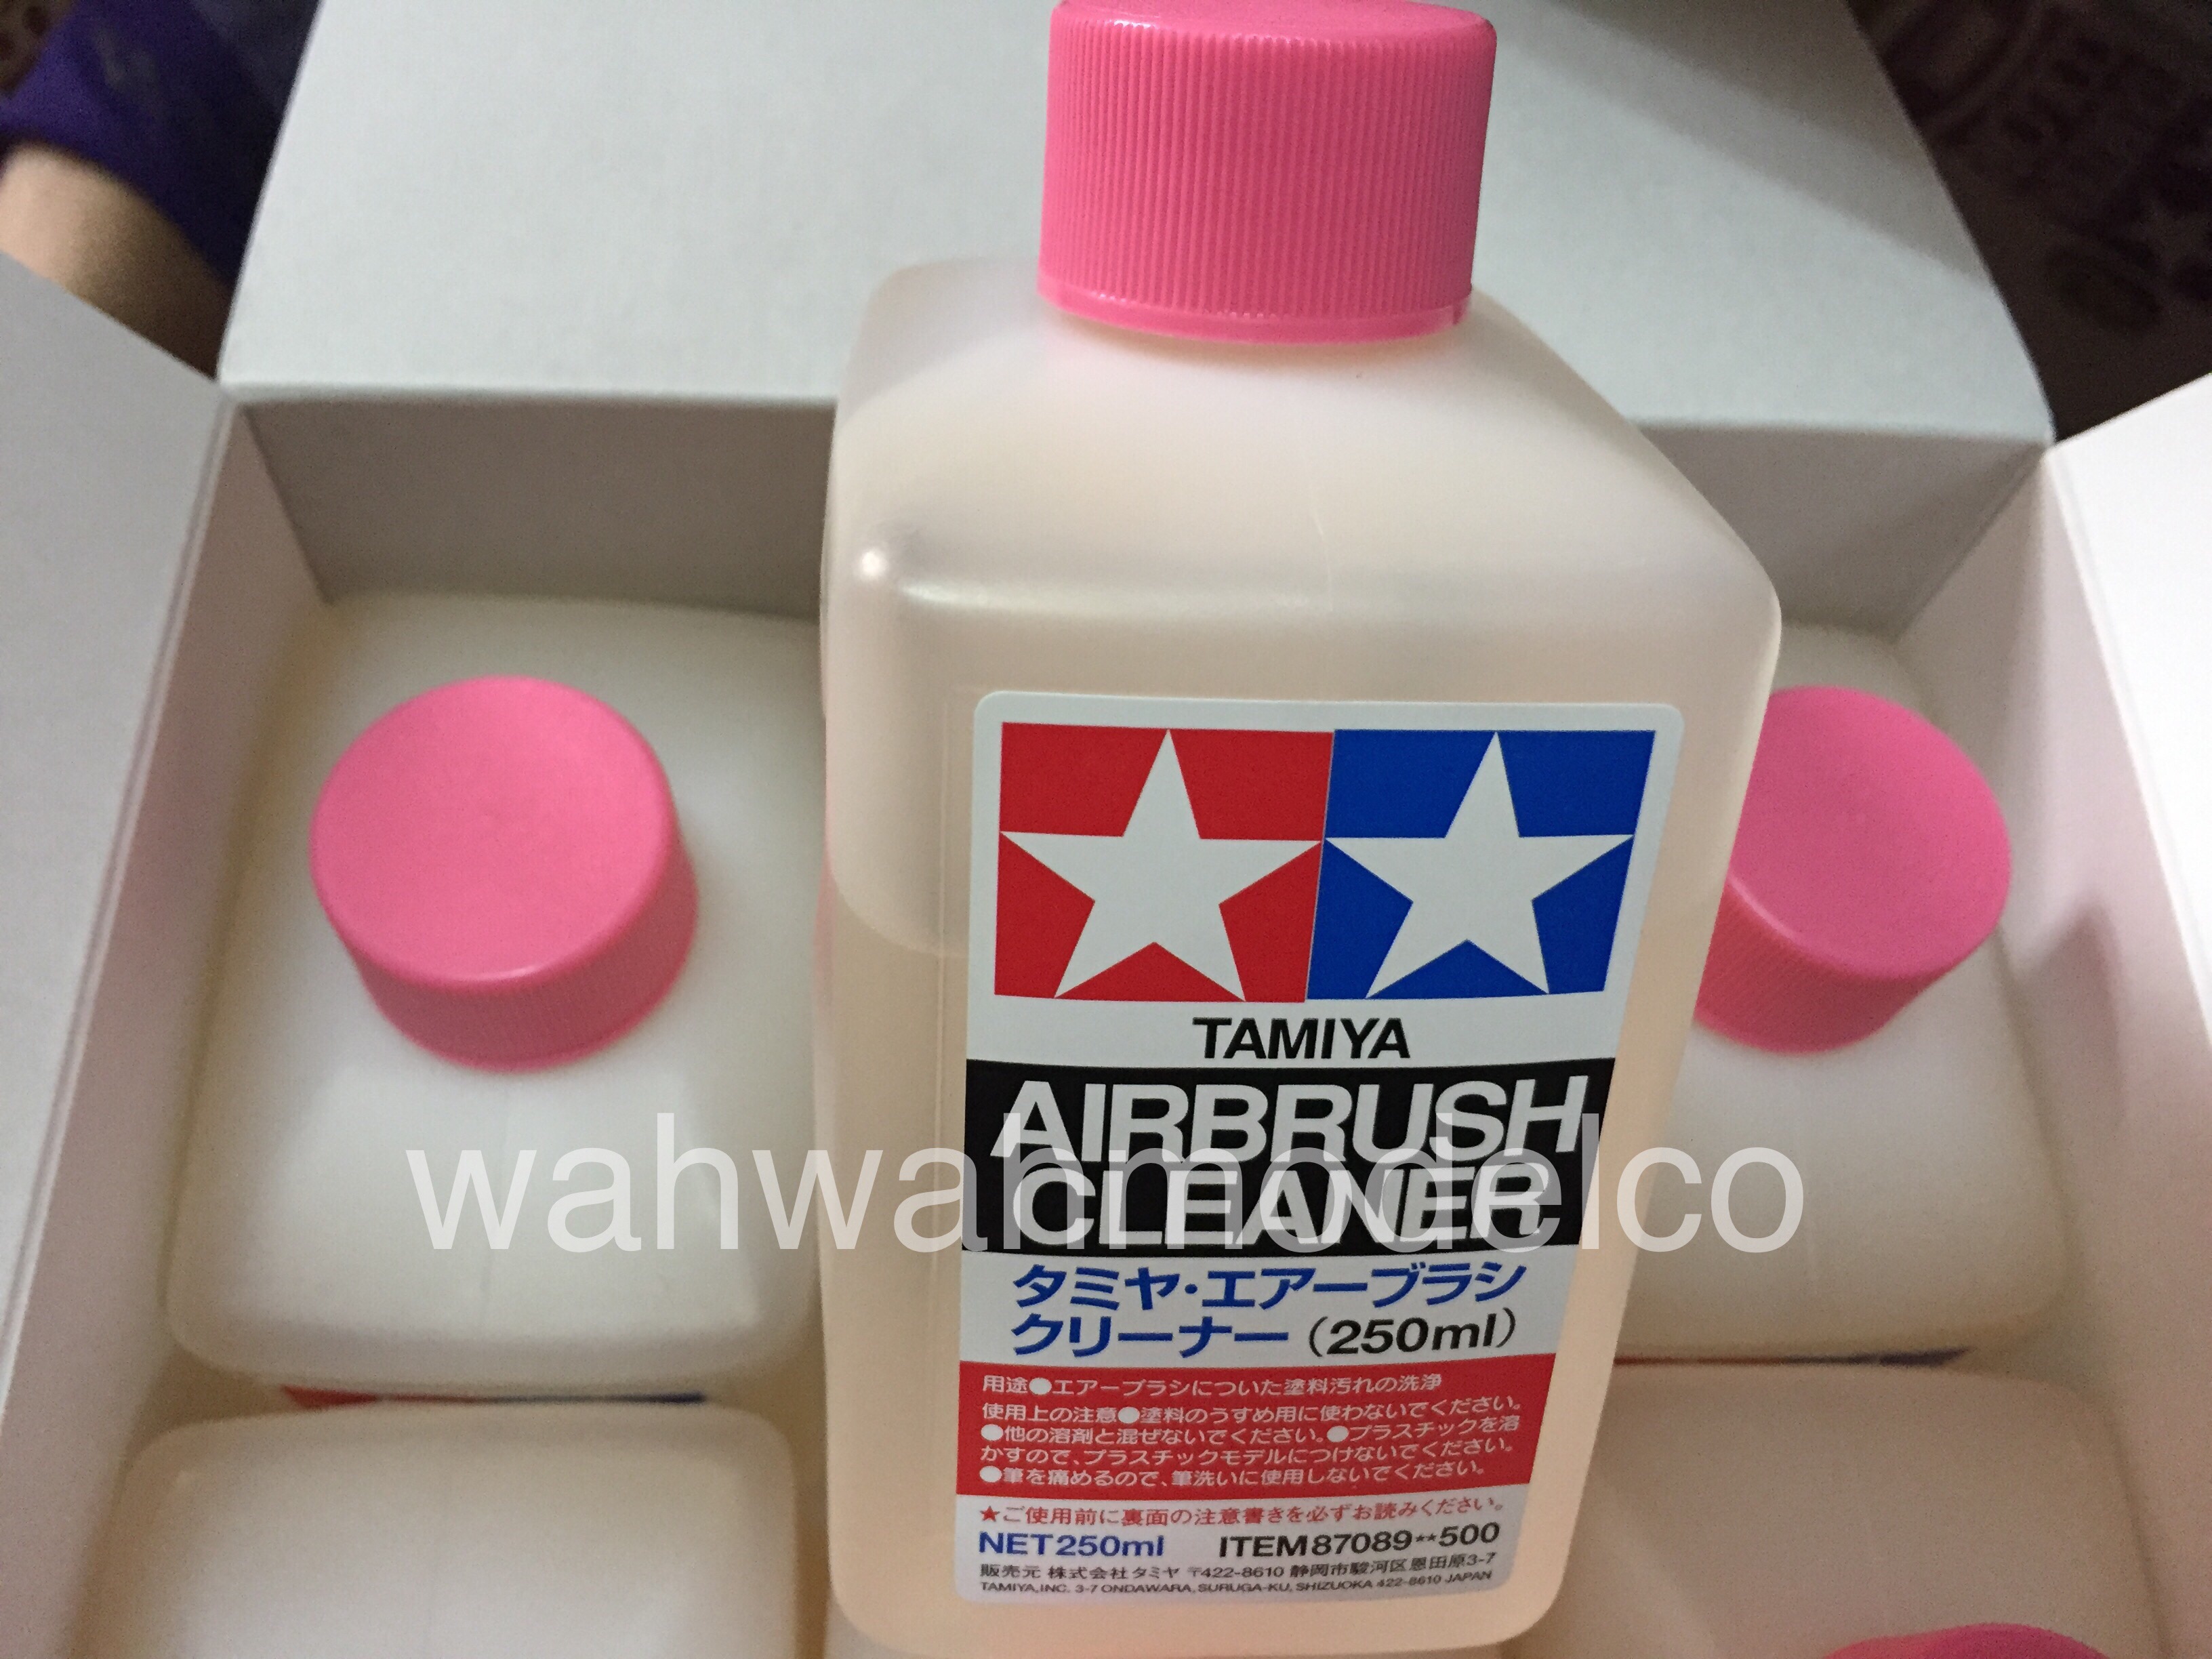 TAMIYA
AIRBRUSH
CLEANER
wahwahmodelco
タミヤ・エアーブラシ
クリーナー(250ml)
用途●エアーブラシについた塗料汚れの洗浄
使用上の注意●塗料のうすめ用に使わないでください。
●他の溶剤と混ぜないでください。●プラスチックを溶
かすので、プラスチックモデルにつけないでください。
●筆を痛めるので、筆洗いに使用しないでください。
★ご使用前に裏面の注意書きを必ずお読みください。
NET250ml ITEM87089**500
販売元 株式会社タミヤ 〒422-8610 静岡市駿河区恩田原3-7
TAMIYA,INC. 3-7 ONDAWARA, SURUGA-KU, SHIZUOKA 422-8610 JAPAN